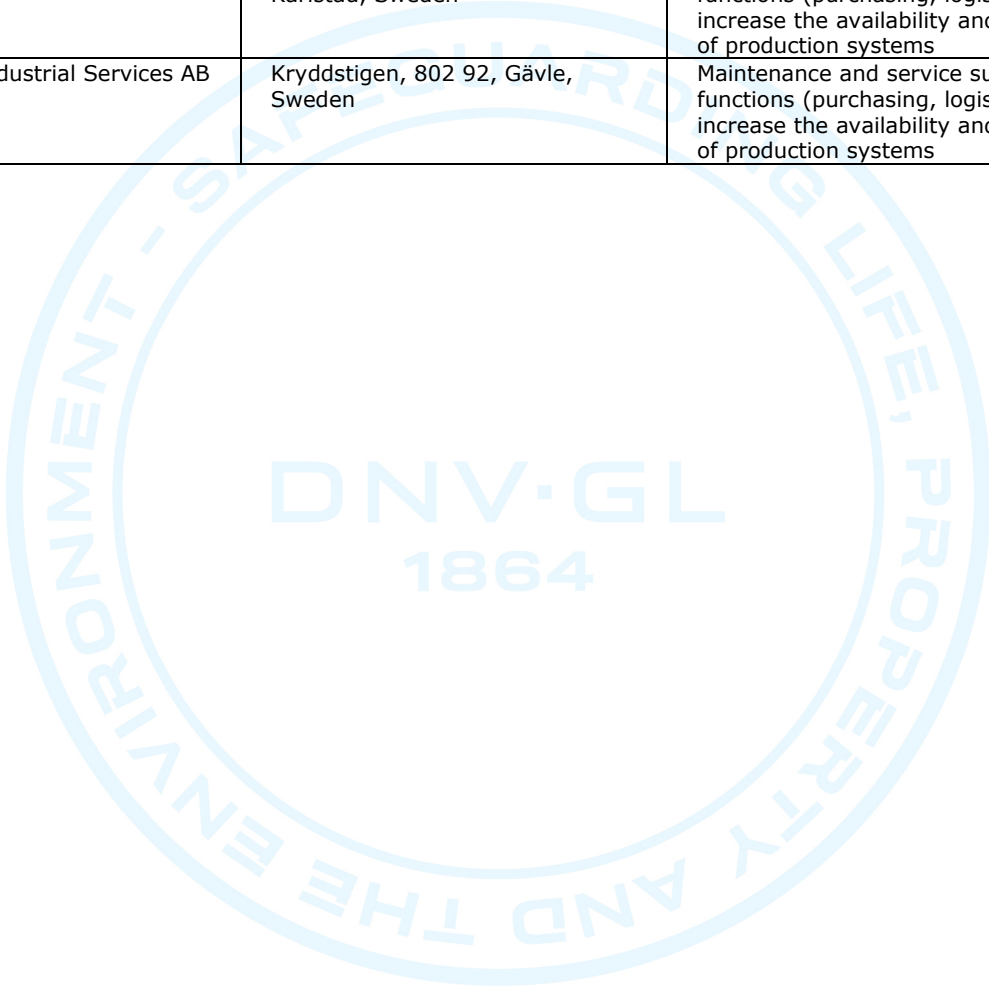 Karlstad, Sweden
functions (purchasing, logis
increase the availability and
of production systems
dustrial Services AB
Kryddstigen, 802 92, Gävle,
Sweden
Maintenance and service su
functions (purchasing, logis
increase the availability and
of production systems
SAFEGUARDING LIFE, PROPERTY AND THE ENVIRONMENT -
DNV·GL
1864